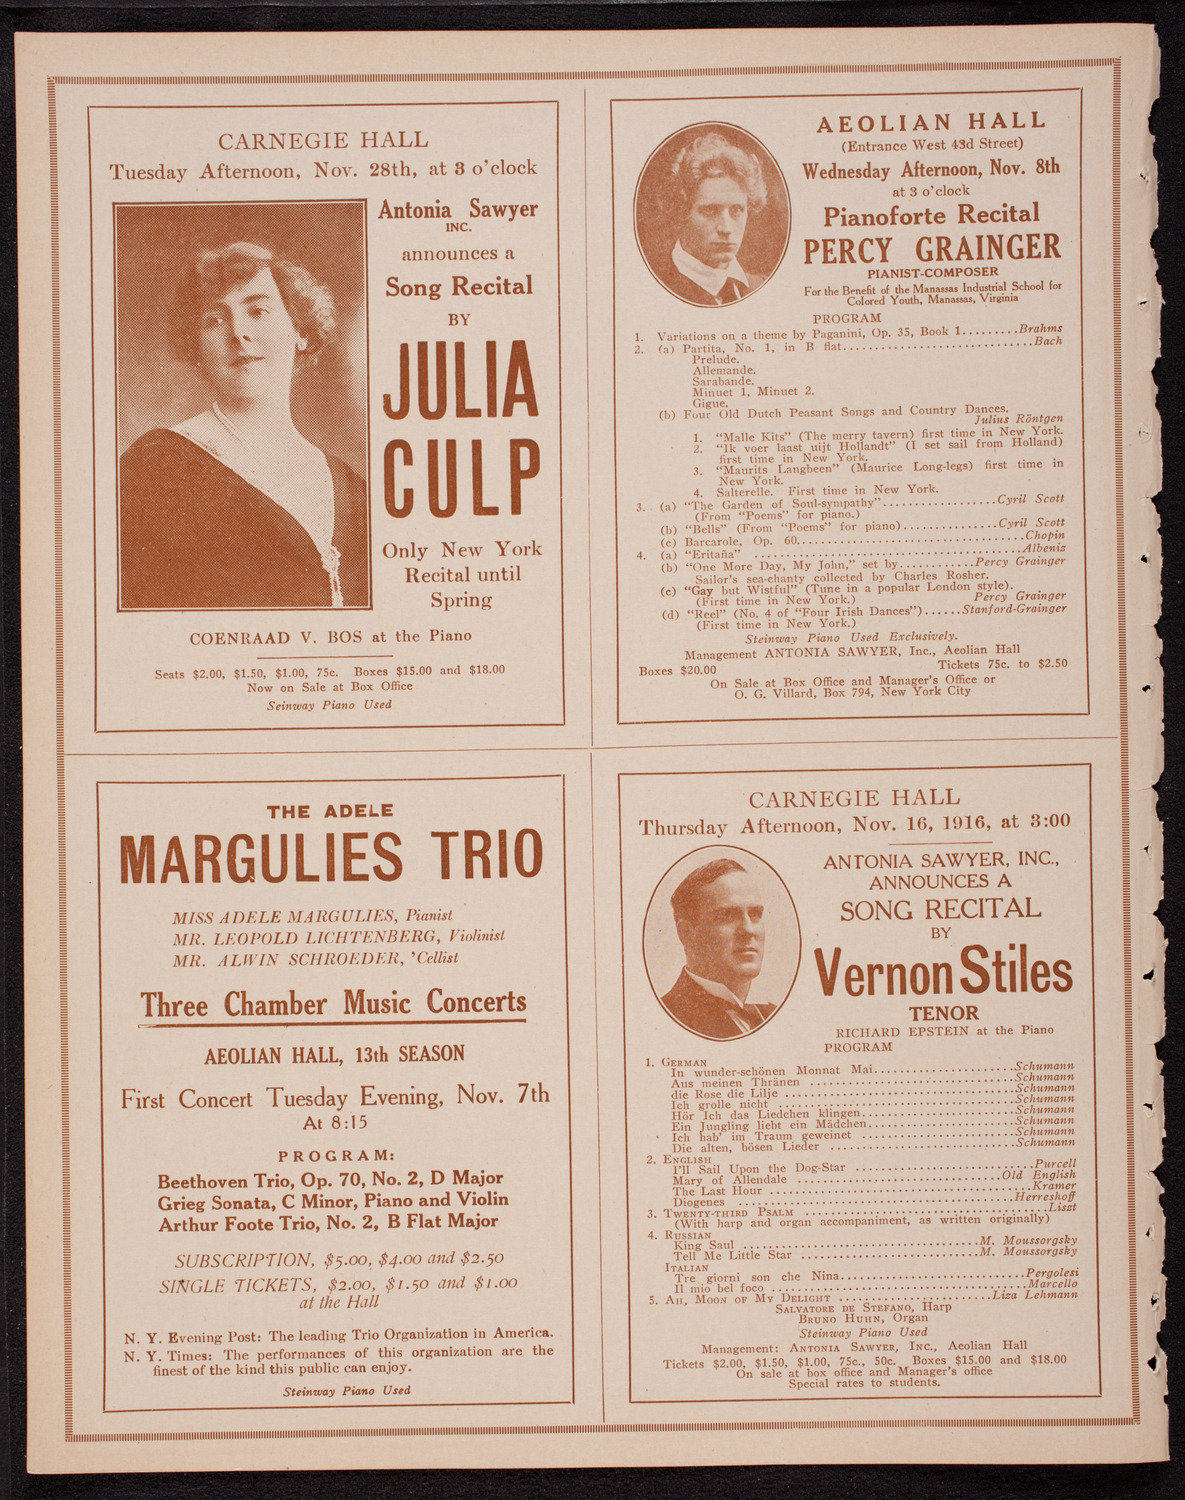 CARNEGIE HALL
Tuesday Afternoon, Nov. 28th, at 3 o'clock
Antonia Sawyer
INC.
announces a
Song Recital
BY
JULIA
CULP
Only New York
Recital until
Spring
COENRAAD V. BOS at the Piano
Seats $2.00, $1.50, $1.00, 75c. Boxes $15.00 and $18.00
Now on Sale at Box Office
Seinway Piano Used
AEOLIAN HALL
(Entrance West 43d Street)
Wednesday Afternoon, Nov. 8th
at 3 o'clock
Pianoforte Recital
PERCY GRAINGER
PIANIST-COMPOSER
For the Benefit of the Manassas Industrial School for
Colored Youth, Manassas, Virginia
PROGRAM
1. Variations on a theme by Paganini, Op. 35, Book 1.........Brahms
2. (a) Partita, No. 1, in B flat..............................Bach
Prelude.
Allemande.
Sarabande.
Minuet 1, Minuet 2.
Gigue.
(b) Four Old Dutch Peasant Songs and Country Dances.
Julius Röntgen
1. "Malle Kits" (The merry tavern) first time in New York.
2. "Ik voer laast uijt Hollandt" (I set sail from Holland)
first time in New York.
3. "Maurits Langbeen" (Maurice Long-legs) first time in
New York.
4. Salterelle. First time in New York.
3. (a) "The Garden of Soul-sympathy"..................Cyril Scott
(From "Poems" for piano.)
(b) "Bells" (From "Poems" for piano)...............Cyril Scott
(c) Barcarole, Op. 60....................................Chopin
4. (a) "Eritaña" ..........................................Albeniz
(b) "One More Day, My John," set by............Percy Grainger
Sailor's sea-chanty collected by Charles Rosher.
(c) "Gay but Wistful" (Tune in a popular London style).
(First time in New York.) Percy Grainger
(d) "Reel" (No. 4 of "Four Irish Dances")......Stanford-Grainger
(First time in New York.)
Steinway Piano Used Exclusively.
Management ANTONIA SAWYER, Inc., Aeolian Hall
Boxes $20.00 Tickets 75c. to $2.50
On Sale at Box Office and Manager's Office or
O. G. Villard, Box 794, New York City
THE ADELE
MARGULIES TRIO
MISS ADELE MARGULIES, Pianist
MR. LEOPOLD LICHTENBERG, Violinist
MR. ALWIN SCHROEDER, 'Cellist
Three Chamber Music Concerts
AEOLIAN HALL, 13th SEASON
First Concert Tuesday Evening, Nov. 7th
At 8:15
PROGRAM:
Beethoven Trio, Op. 70, No. 2, D Major
Grieg Sonata, C Minor, Piano and Violin
Arthur Foote Trio, No. 2, B Flat Major
SUBSCRIPTION, $5.00, $4.00 and $2.50
SINGLE TICKETS, $2.00, $1.50 and $1.00
at the Hall
N. Y. Evening Post: The leading Trio Organization in America.
N. Y. Times: The performances of this organization are the
finest of the kind this public can enjoy.
Steinway Piano Used
CARNEGIE HALL
Thursday Afternoon, Nov. 16, 1916, at 3:00
ANTONIA SAWYER, INC.,
ANNOUNCES A
SONG RECITAL
BY
Vernon Stiles
TENOR
RICHARD EPSTEIN at the Piano
PROGRAM
1. GERMAN
In wunder-schönen Monnat Mai.....................Schumann
Aus meinen Thränen ..............................Schumann
die Rose die Lilje ..................................Schumann
Ich grolle nicht ...................................Schumann
Hör Ich das Liedchen klingen.......................Schumann
Ein Jungling liebt ein Mädchen......................Schumann
Ich hab' im Traum geweinet .......................Schumann
Die alten, bösen Lieder ............................Schumann
2. ENGLISH
I'll Sail Upon the Dog-Star ...........................Purcell
Mary of Allendale ...............................Old English
The Last Hour .......................................Kramer
Diogenes .........................................Herreshoff
3. TWENTY-THIRD PSALM ....................................Liszt
(With harp and organ accompaniment, as written originally)
4. RUSSIAN
King Saul ...................................M. Moussorgsky
Tell Me Little Star ..........................M. Moussorgsky
ITALIAN
Tre giorni son che Nina............................Pergolesi
Il mio bel foco ......................................Marcello
5. AH, MOON OF MY DELIGHT .......................Liza Lehmann
SALVATORE DE STEFANO, Harp
BRUNO HUHN, Organ
Steinway Piano Used
Management: ANTONIA SAWYER, INC., Aeolian Hall
Tickets $2.00, $1.50, $1.00, 75c., 50c. Boxes $15.00 and $18.00
On sale at box office and Manager's office
Special rates to students.